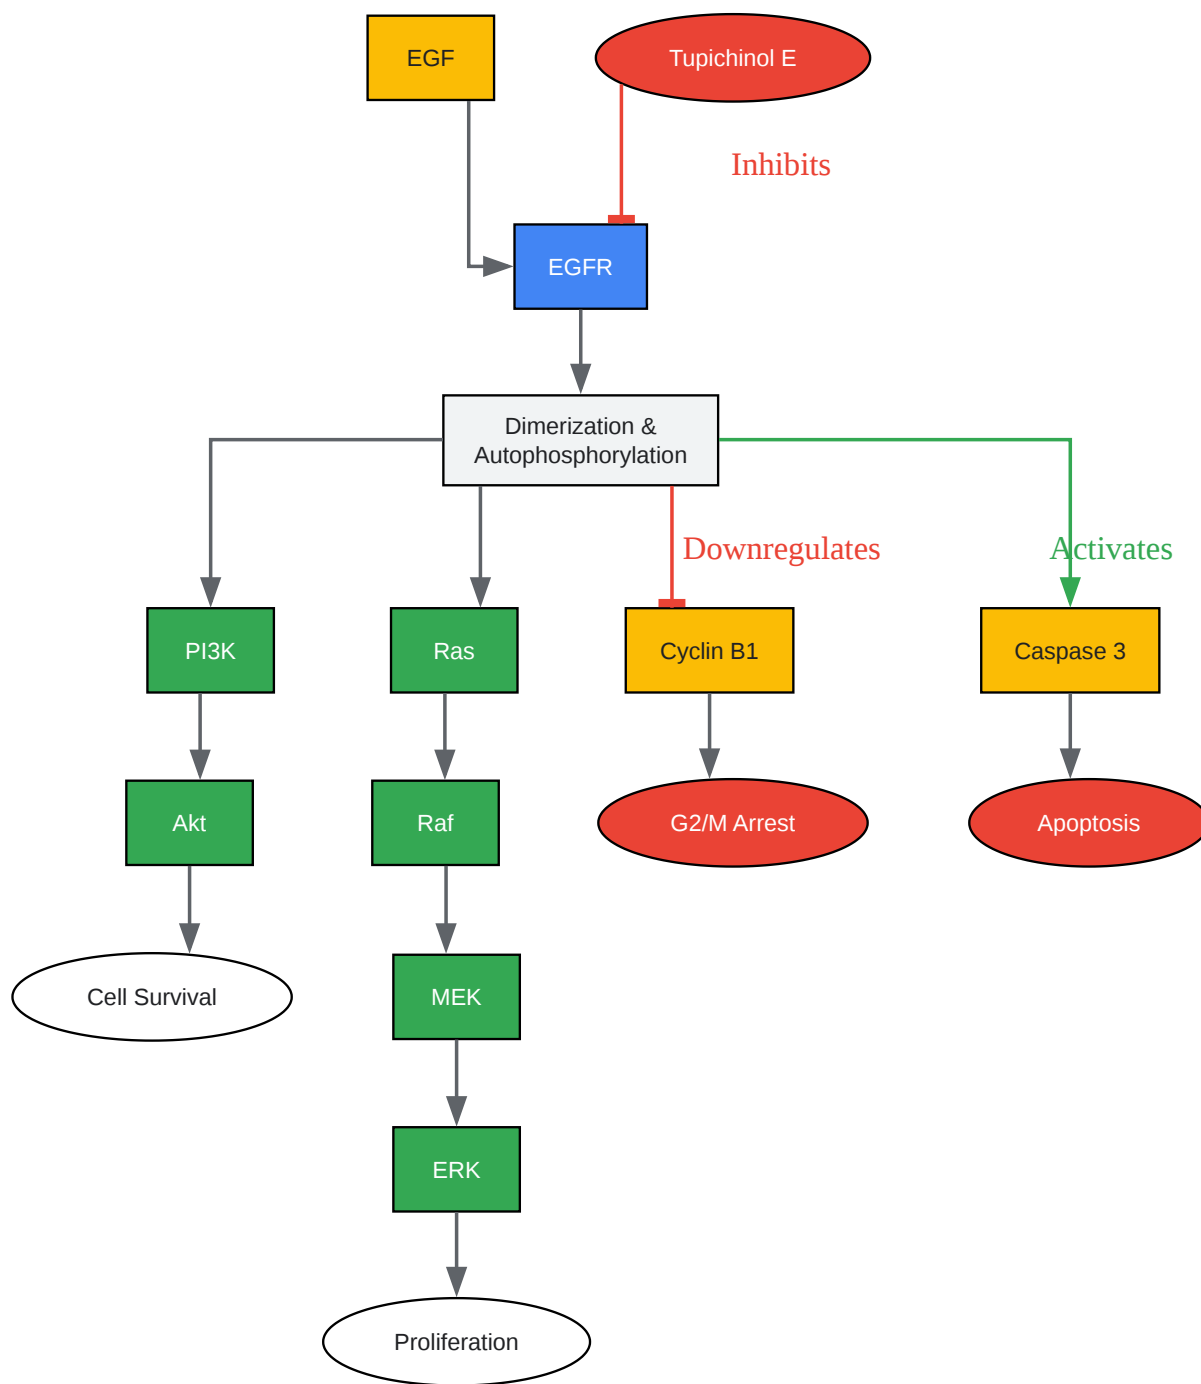 EGF
Tupichinol E
Inhibits
EGFR
Dimerization &
Autophosphorylation
Downregulates
Activates
PI3K
Ras
Cyclin B1
Caspase 3
Akt
Raf
G2/M Arrest
Apoptosis
Cell Survival
MEK
ERK
Proliferation